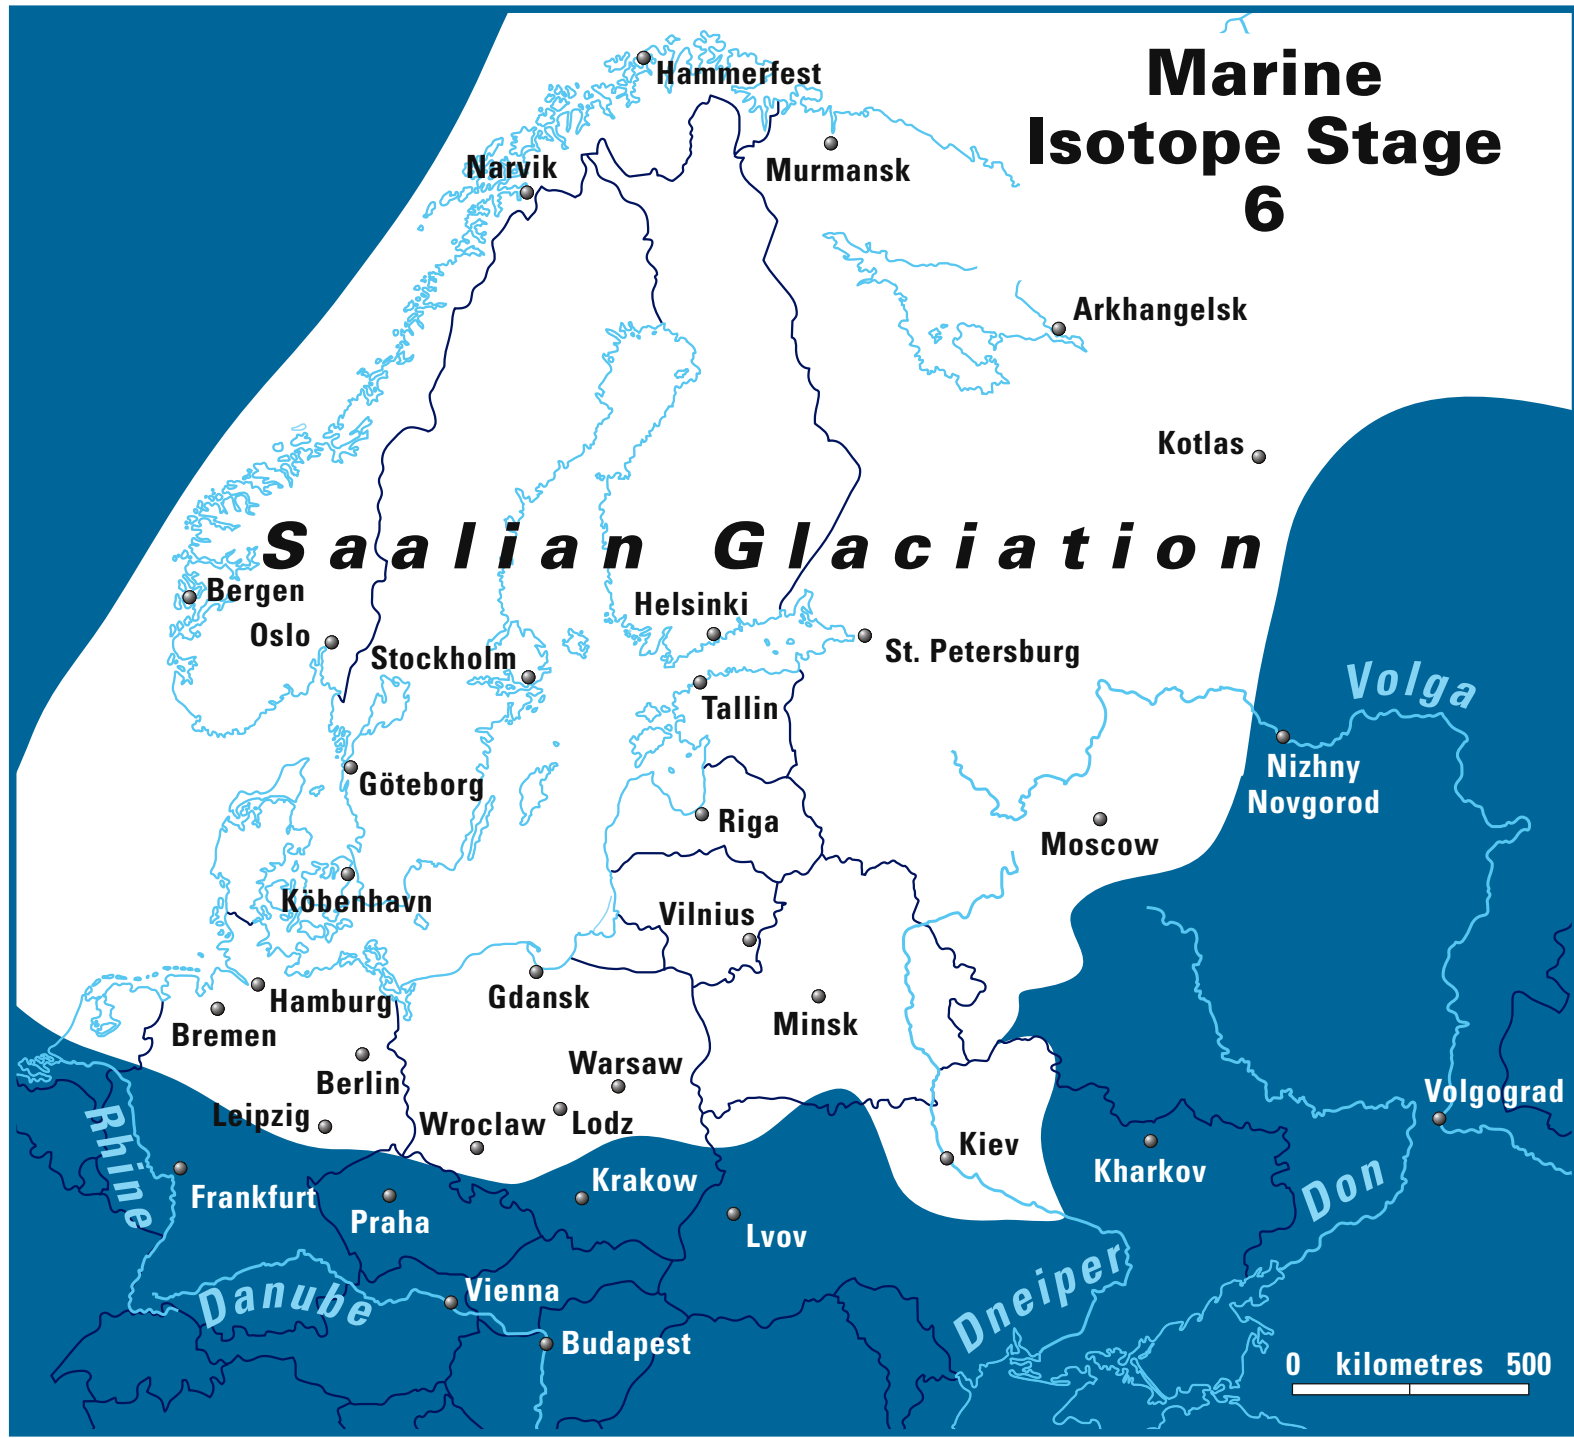 Marine
Isotope Stage
6
Hammerfest
Narvik
Murmansk
Arkhangelsk
Kotlas
Saalian Glaciation
Bergen
Oslo
Stockholm
Helsinki
St. Petersburg
Tallin
Volga
Göteborg
Riga
Nizhny
Novgorod
Moscow
Köbenhavn
Vilnius
Hamburg
Bremen
Gdansk
Minsk
Berlin
Warsaw
Leipzig
Wroclaw
Lodz
Volgograd
Rhine
Kiev
Kharkov
Frankfurt
Praha
Krakow
Lvov
Don
Danube
Vienna
Budapest
Dneiper
0 kilometres 500